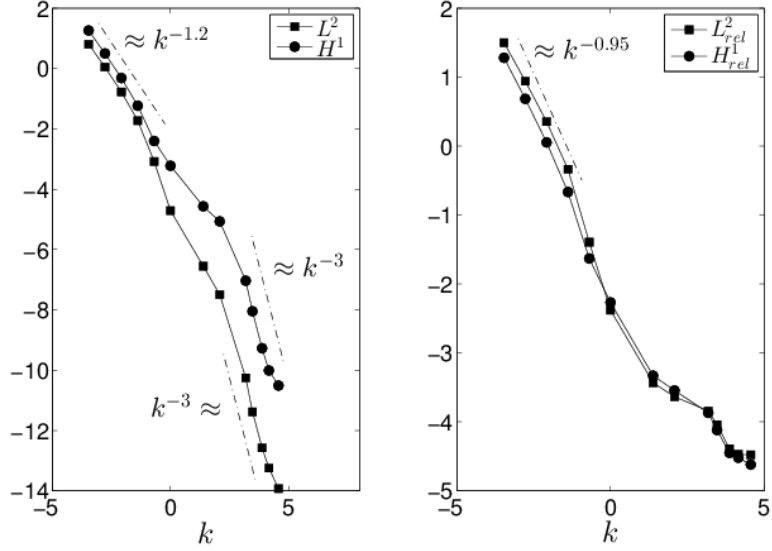 2
0
−2
−4
−6
−8
−10
−12
−14
−5
0
5
k
≈ k^{−1.2}
≈ k^{−3}
k^{−3} ≈
L^2
H^1
2
1
0
−1
−2
−3
−4
−5
−5
0
5
k
≈ k^{−0.95}
L^2_{rel}
H^1_{rel}